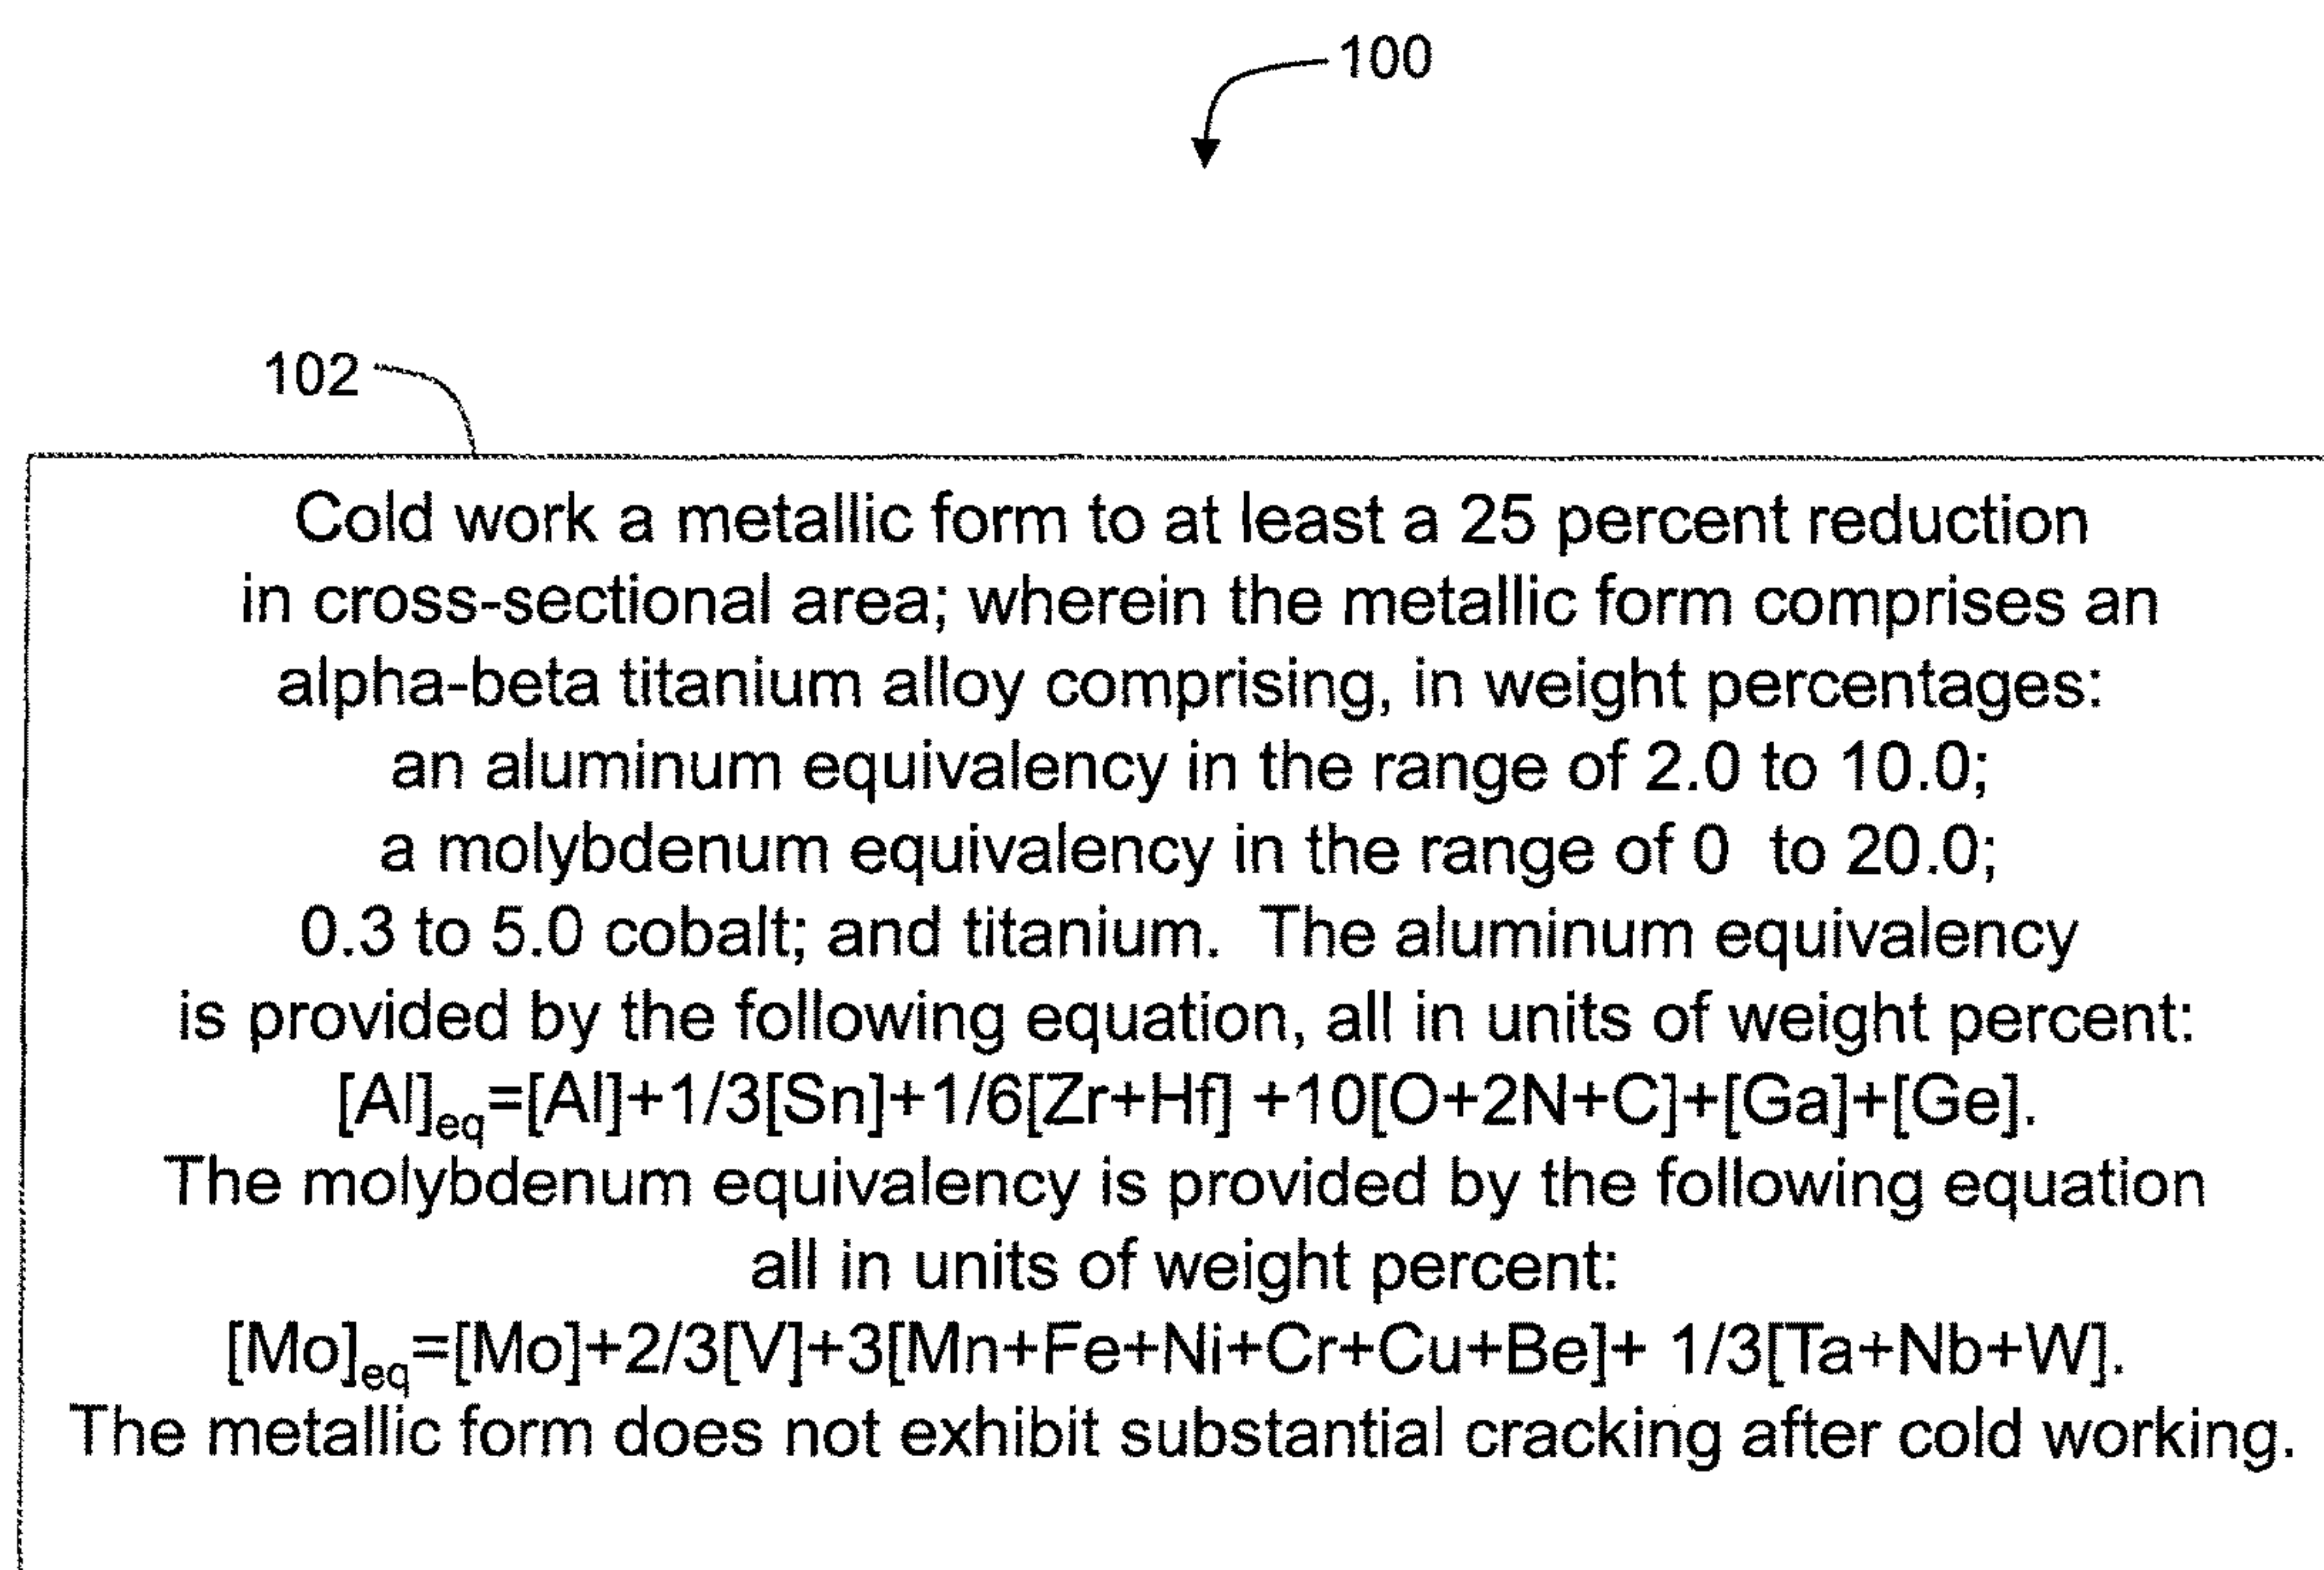 100
102
Cold work a metallic form to at least a 25 percent reduction
in cross-sectional area; wherein the metallic form comprises an
alpha-beta titanium alloy comprising, in weight percentages:
an aluminum equivalency in the range of 2.0 to 10.0;
a molybdenum equivalency in the range of 0  to 20.0;
0.3 to 5.0 cobalt; and titanium.  The aluminum equivalency
is provided by the following equation, all in units of weight percent:
[Al]eq=[Al]+1/3[Sn]+1/6[Zr+Hf] +10[O+2N+C]+[Ga]+[Ge].
The molybdenum equivalency is provided by the following equation
all in units of weight percent:
[Mo]eq=[Mo]+2/3[V]+3[Mn+Fe+Ni+Cr+Cu+Be]+ 1/3[Ta+Nb+W].
The metallic form does not exhibit substantial cracking after cold working.